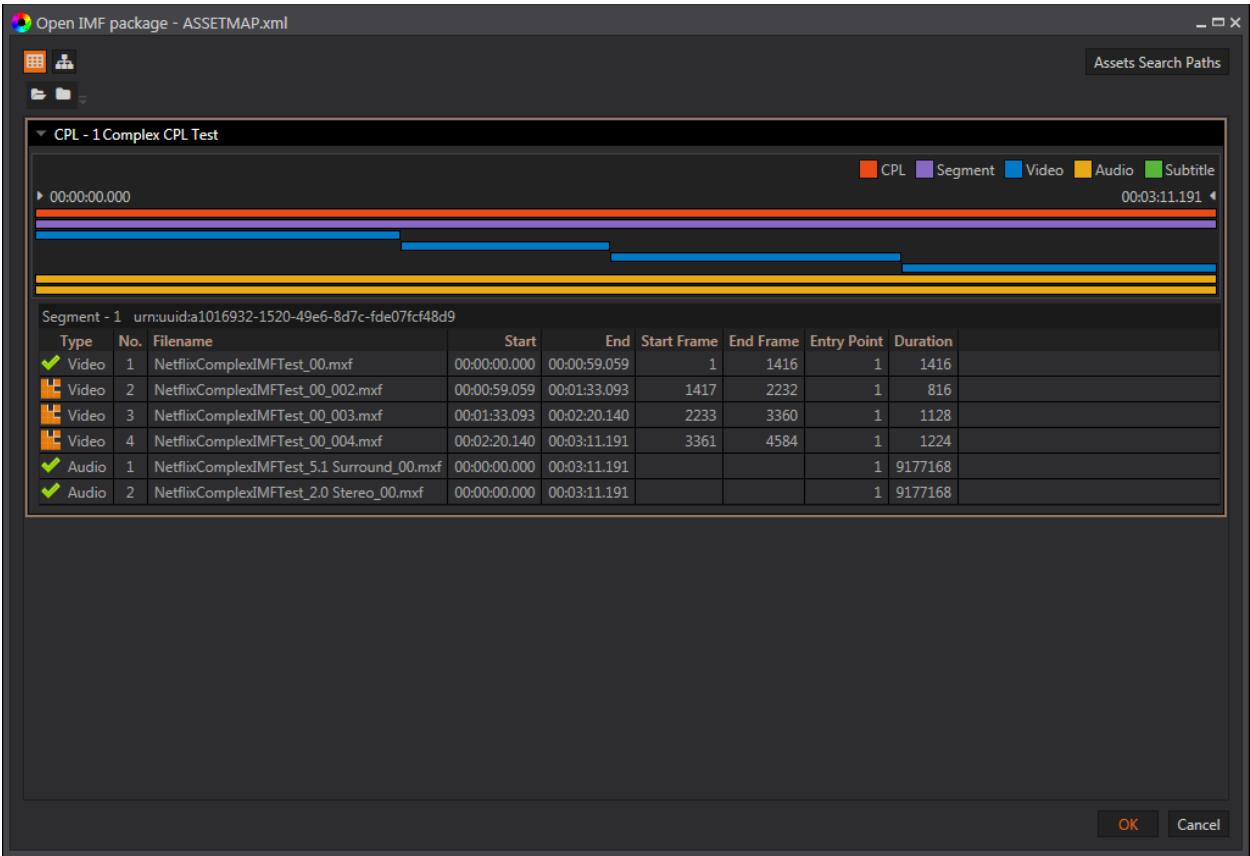 Open IMF package - ASSETMAP.xml
Assets Search Paths
CPL - 1 Complex CPL Test
CPL Segment Video Audio Subtitle
00:00:00.000 00:03:11.191
Segment - 1 urn:uuid:a1016932-1520-49e6-8d7c-fde07fcf48d9
Type No. Filename Start End Start Frame End Frame Entry Point Duration
Video 1 NetflixComplexIMFTest_00.mxf 00:00:00.000 00:00:59.059 1 1416 1 1416
Video 2 NetflixComplexIMFTest_00_002.mxf 00:00:59.059 00:01:33.093 1417 2232 1 816
Video 3 NetflixComplexIMFTest_00_003.mxf 00:01:33.093 00:02:20.140 2233 3360 1 1128
Video 4 NetflixComplexIMFTest_00_004.mxf 00:02:20.140 00:03:11.191 3361 4584 1 1224
Audio 1 NetflixComplexIMFTest_5.1 Surround_00.mxf 00:00:00.000 00:03:11.191 1 9177168
Audio 2 NetflixComplexIMFTest_2.0 Stereo_00.mxf 00:00:00.000 00:03:11.191 1 9177168
OK Cancel